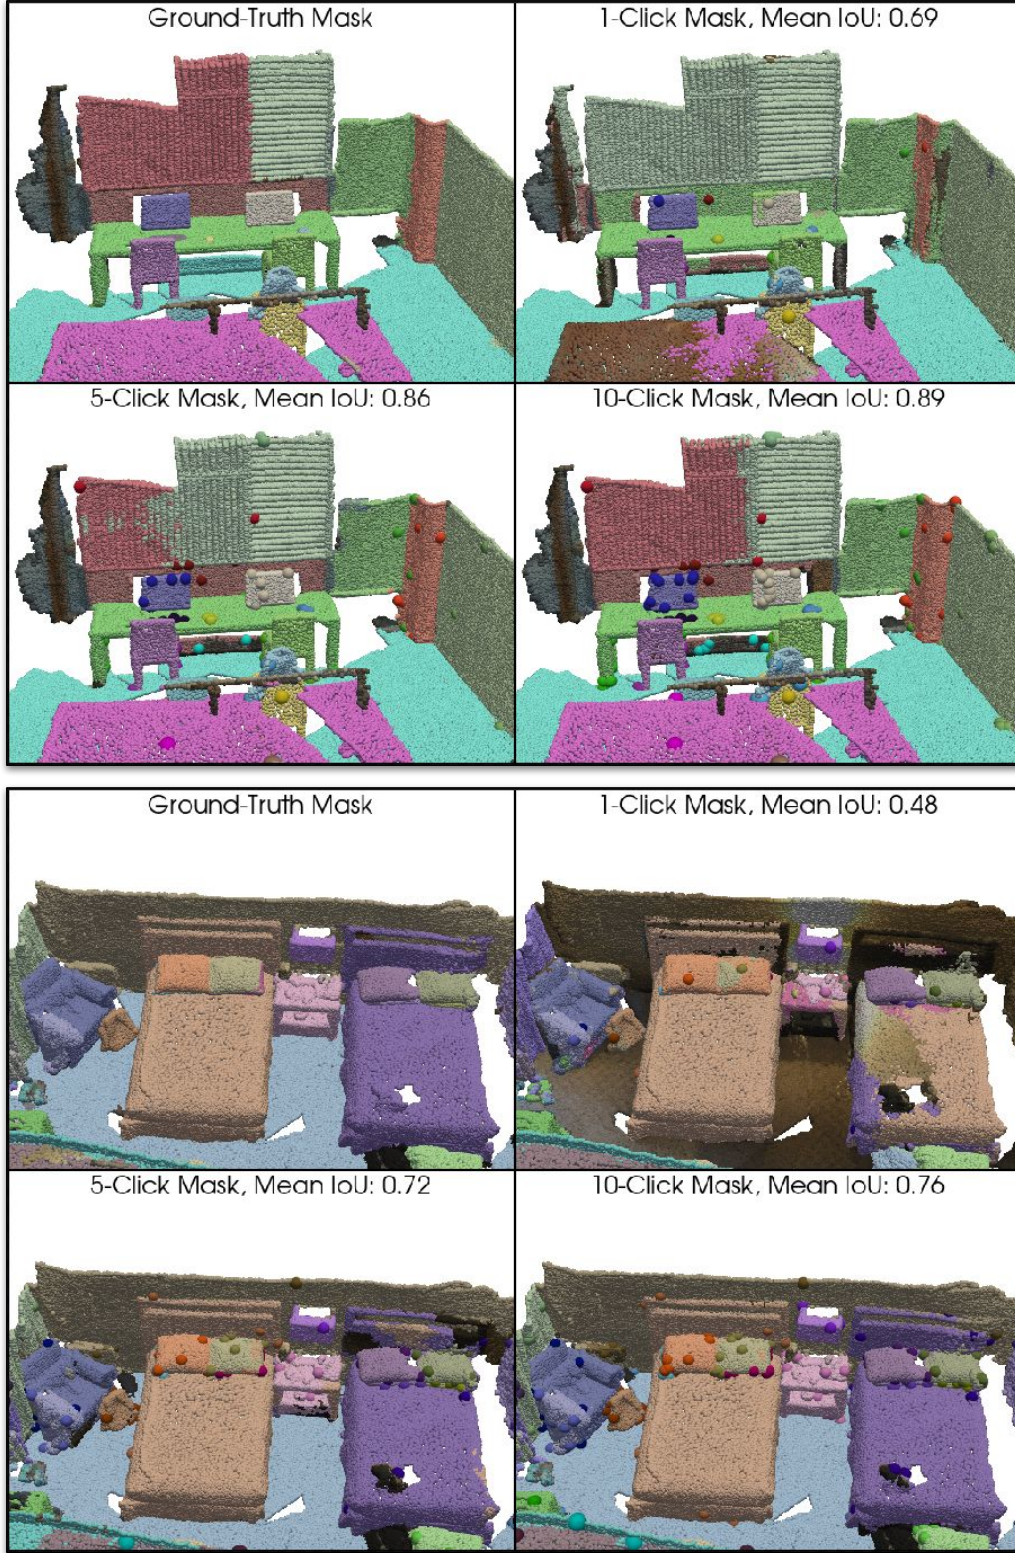 Ground-Truth Mask
1-Click Mask, Mean IoU: 0.69
5-Click Mask, Mean IoU: 0.86
10-Click Mask, Mean IoU: 0.89
Ground-Truth Mask
1-Click Mask, Mean IoU: 0.48
5-Click Mask, Mean IoU: 0.72
10-Click Mask, Mean IoU: 0.76